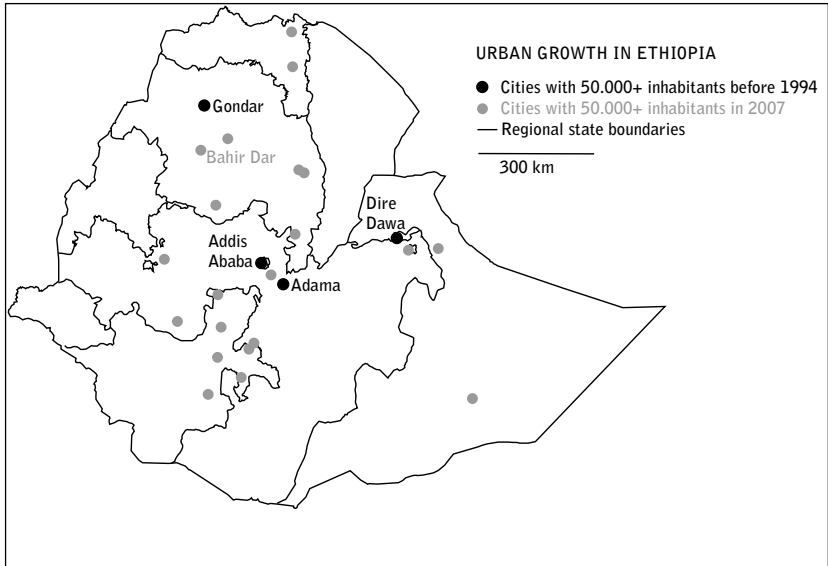 URBAN GROWTH IN ETHIOPIA
Cities with 50.000+ inhabitants before 1994
Cities with 50.000+ inhabitants in 2007
Regional state boundaries
300 km
Gondar
Bahir Dar
Dire
Dawa
Addis
Ababa
Adama